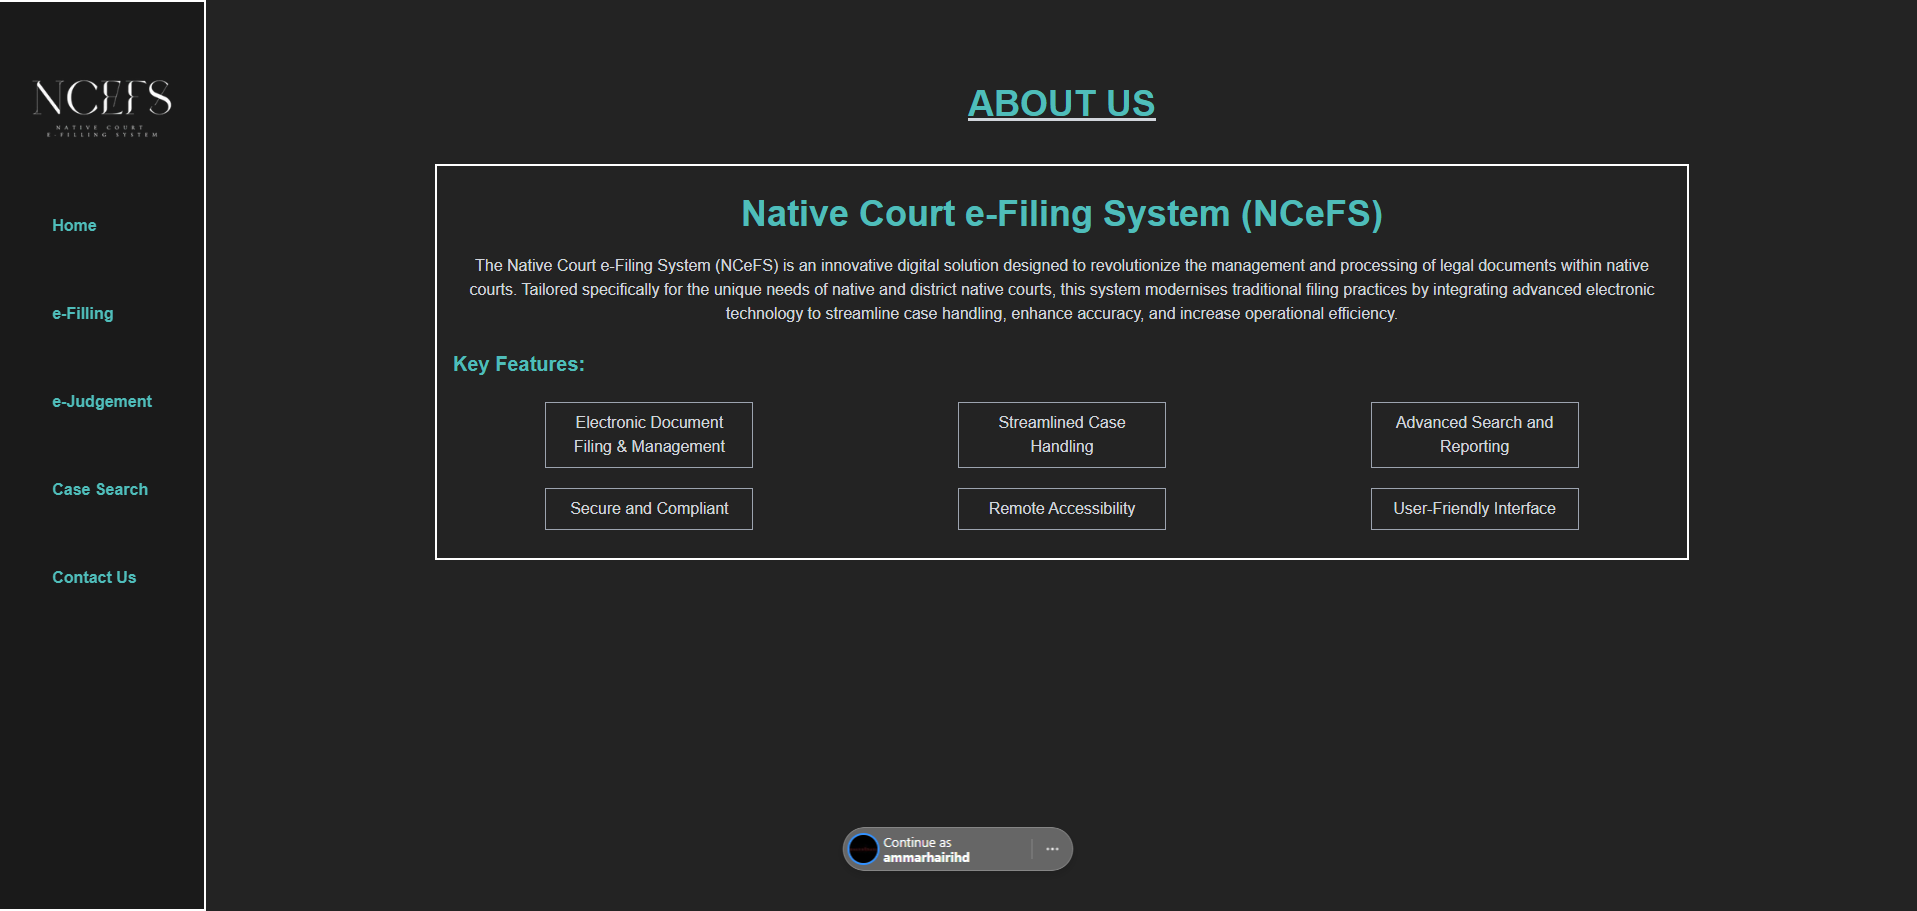 NCEFS
NATIVE COURT
E-FILLING SYSTEM
Home
e-Filling
e-Judgement
Case Search
Contact Us
ABOUT US
Native Court e-Filing System (NCeFS)
The Native Court e-Filing System (NCeFS) is an innovative digital solution designed to revolutionize the management and processing of legal documents within native
courts. Tailored specifically for the unique needs of native and district native courts, this system modernises traditional filing practices by integrating advanced electronic
technology to streamline case handling, enhance accuracy, and increase operational efficiency.
Key Features:
Electronic Document
Filing & Management
Streamlined Case
Handling
Advanced Search and
Reporting
Secure and Compliant
Remote Accessibility
User-Friendly Interface
Continue as
ammarhairihd